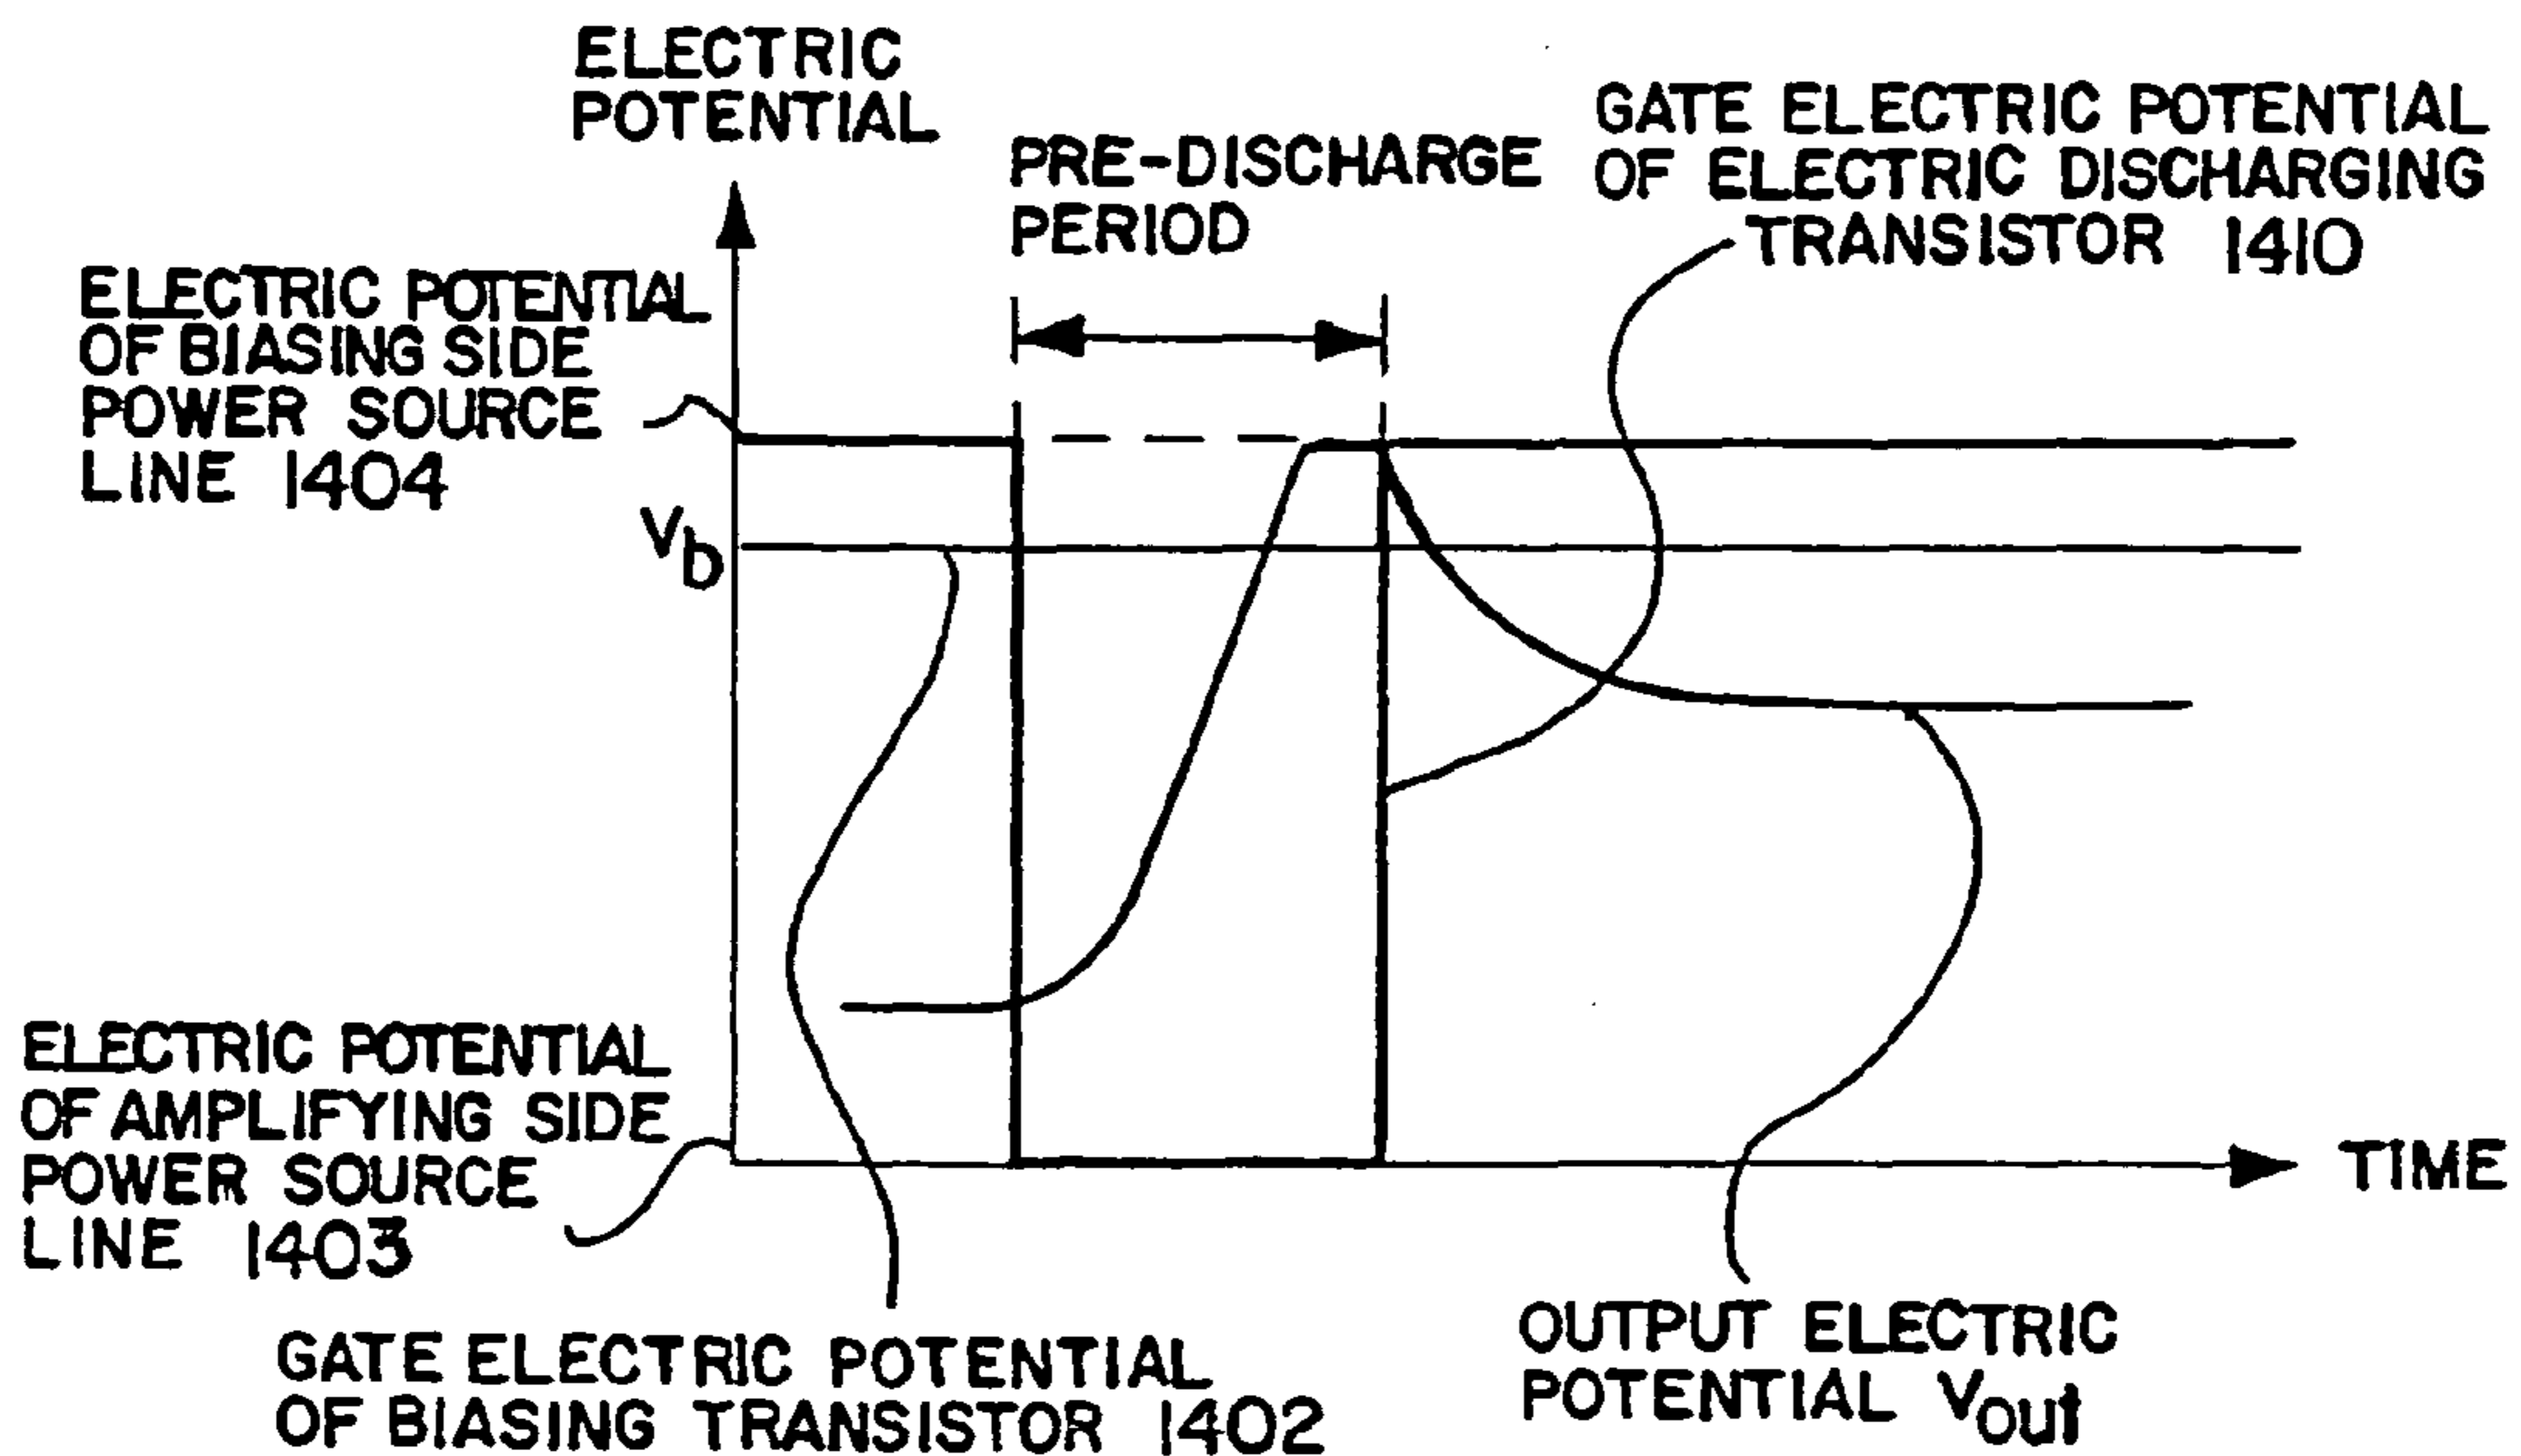 ELECTRIC
POTENTIAL
PRE-DISCHARGE
PERIOD
GATE ELECTRIC POTENTIAL
OF ELECTRIC DISCHARGING
TRANSISTOR 1410
ELECTRIC POTENTIAL
OF BIASING SIDE
POWER SOURCE
LINE 1404
Vb
ELECTRIC POTENTIAL
OF AMPLIFYING SIDE
POWER SOURCE
LINE 1403
TIME
GATE ELECTRIC POTENTIAL
OF BIASING TRANSISTOR 1402
OUTPUT ELECTRIC
POTENTIAL Vout